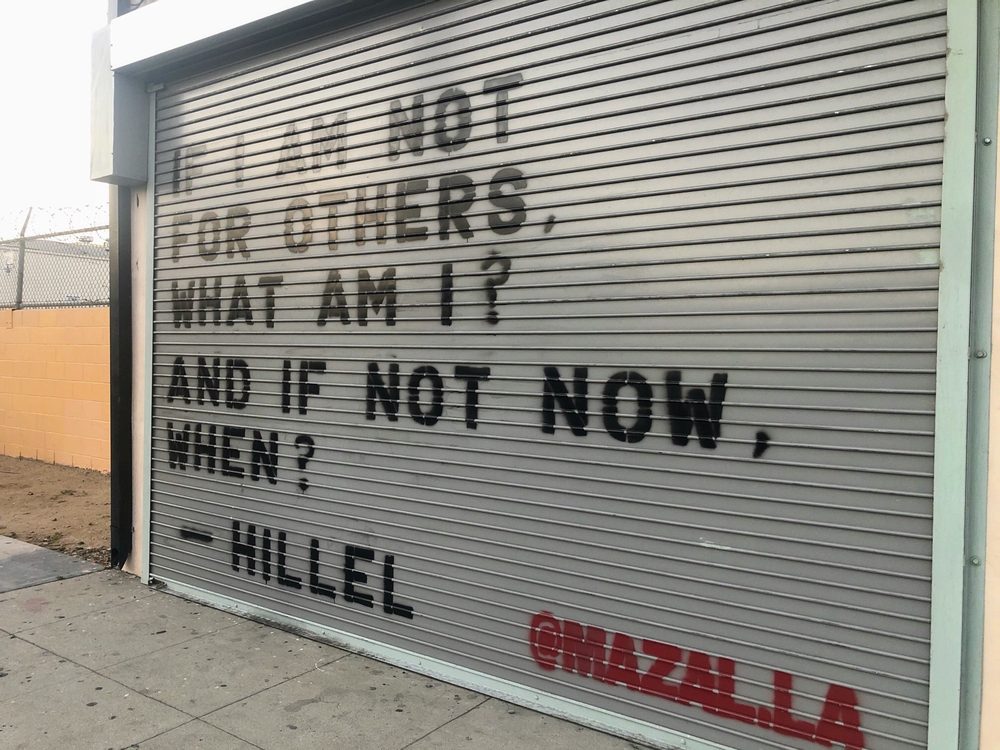 IF I AM NOT
FOR OTHERS,
WHAT AM I?
AND IF NOT NOW,
WHEN?
— HILLEL
@MAZAL.LA